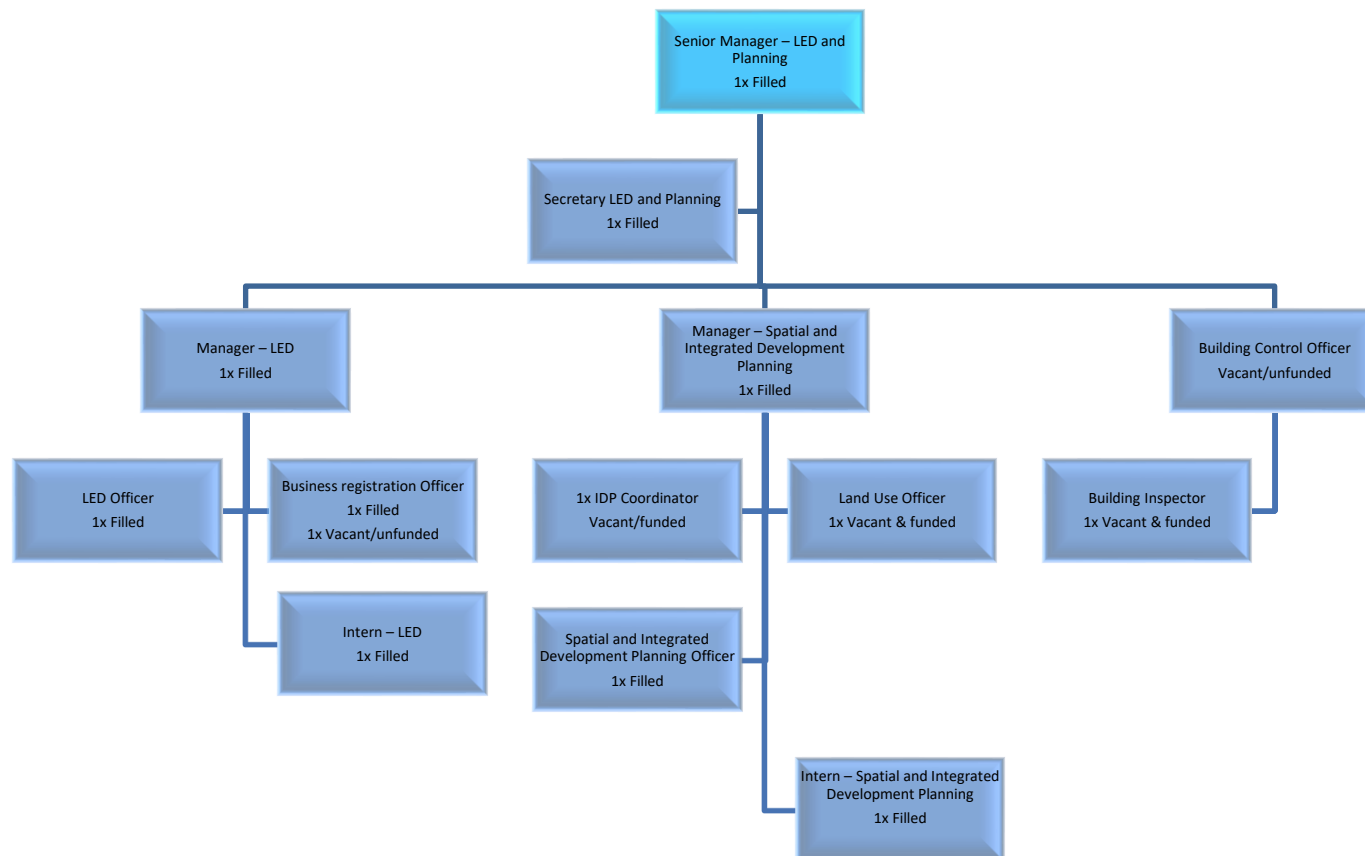 Senior Manager – LED and
Planning
1x Filled
Secretary LED and Planning
1x Filled
Manager – LED
1x Filled
Manager – Spatial and
Integrated Development
Planning
1x Filled
Building Control Officer
Vacant/unfunded
LED Officer
1x Filled
Business registration Officer
1x Filled
1x Vacant/unfunded
1x IDP Coordinator
Vacant/funded
Land Use Officer
1x Vacant & funded
Building Inspector
1x Vacant & funded
Intern – LED
1x Filled
Spatial and Integrated
Development Planning Officer
1x Filled
Intern – Spatial and Integrated
Development Planning
1x Filled